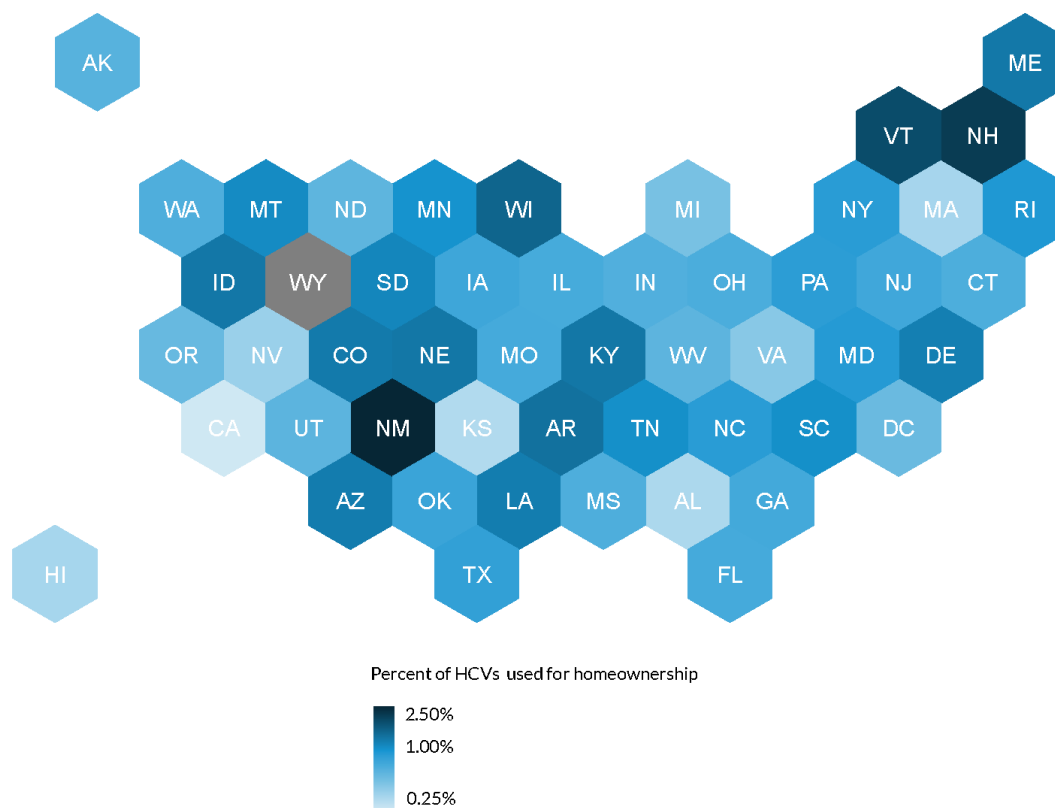 AK ME
VT NH
WA MT ND MN WI MI NY MA RI
ID WY SD IA IL IN OH PA NJ CT
OR NV CO NE MO KY WV VA MD DE
CA UT NM KS AR TN NC SC DC
AZ OK LA MS AL GA
HI TX FL
Percent of HCVs used for homeownership
2.50%
1.00%
0.25%